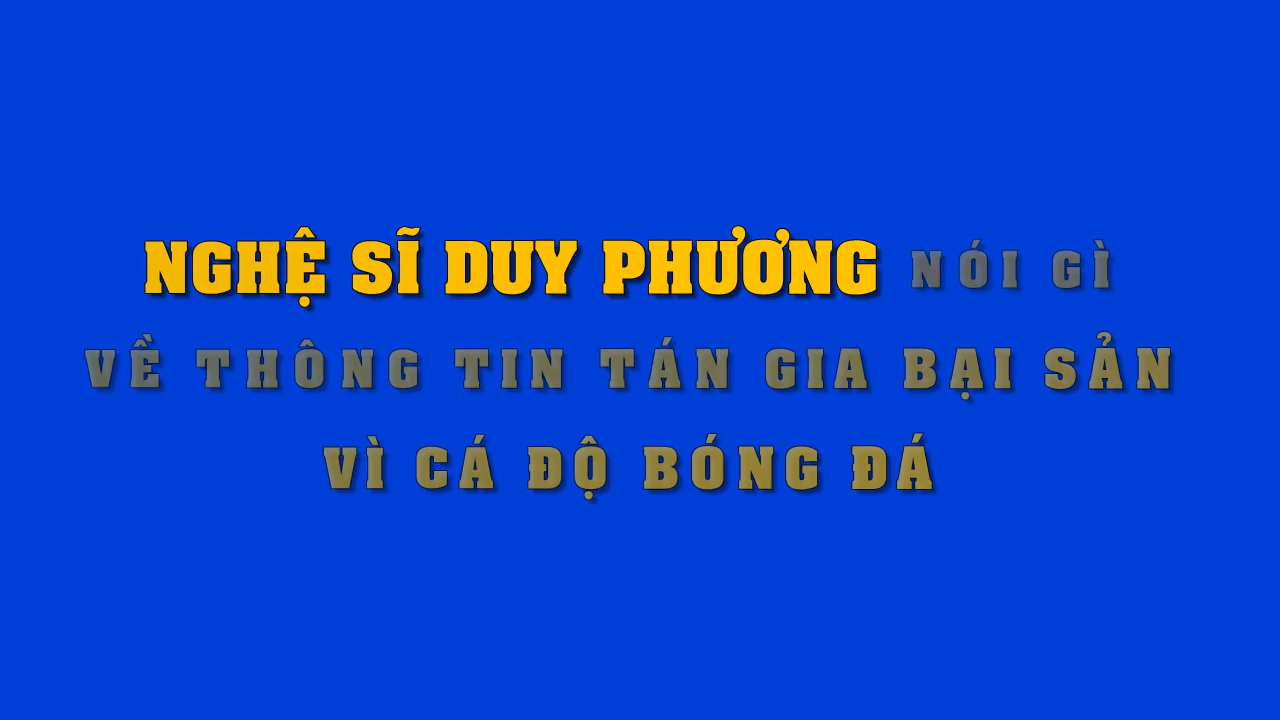 NGHỆ SĨ DUY PHƯƠNG NÓI GÌ
VỀ THÔNG TIN TÁN GIA BẠI SẢN
VÌ CÁ ĐỘ BÓNG ĐÁ